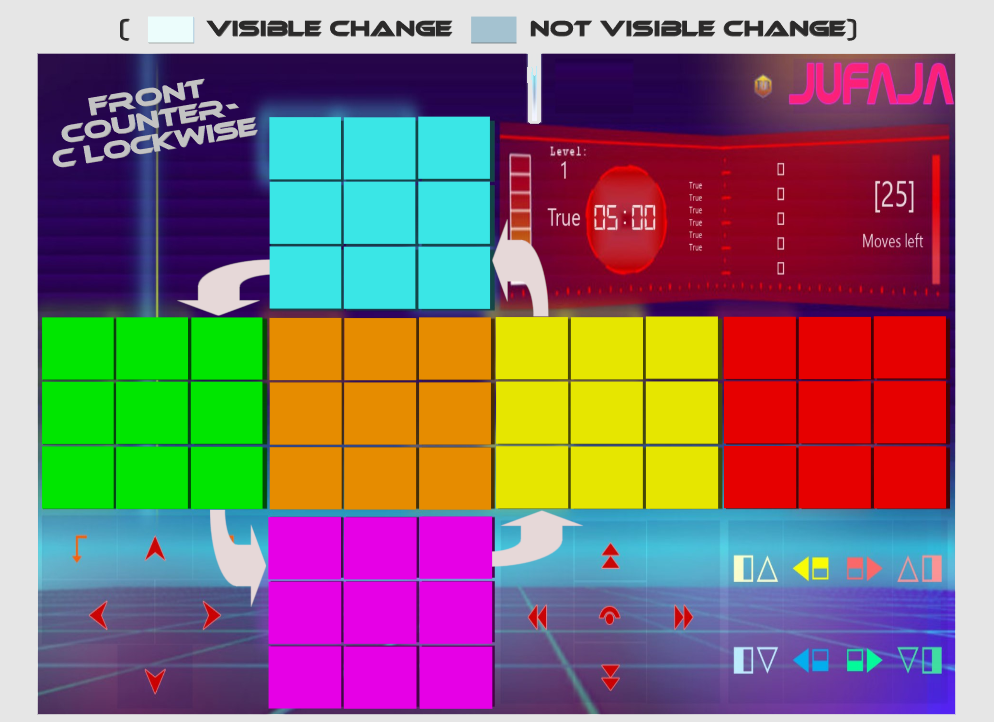 ( VISIBLE CHANGE NOT VISIBLE CHANGE)
FRONT
COUNTER-
CLOCKWISE
JUFAJA
Level:
1
True
05:00
True
True
True
True
True
True
[25]
Moves left